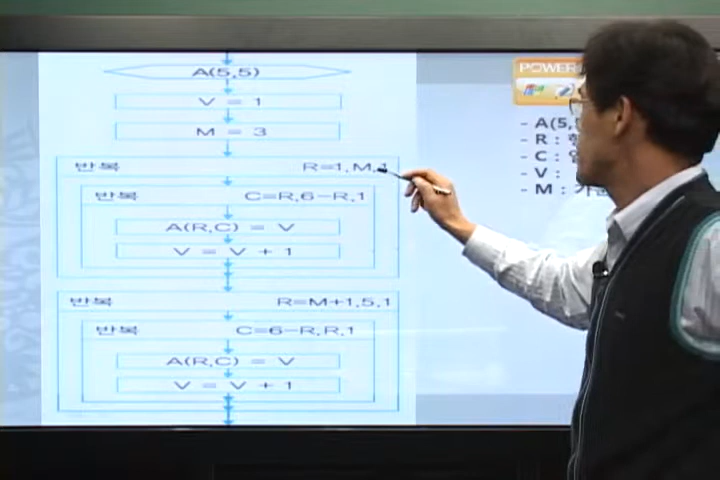 A(5,5)
V = 1
M = 3
반복 R=1,M,1
반복 C=R,6-R,1
A(R,C) = V
V = V + 1
반복 R=M+1,5,1
반복 C=6-R,R,1
A(R,C) = V
V = V + 1
- A(5,
- R :
- C :
- V :
- M :